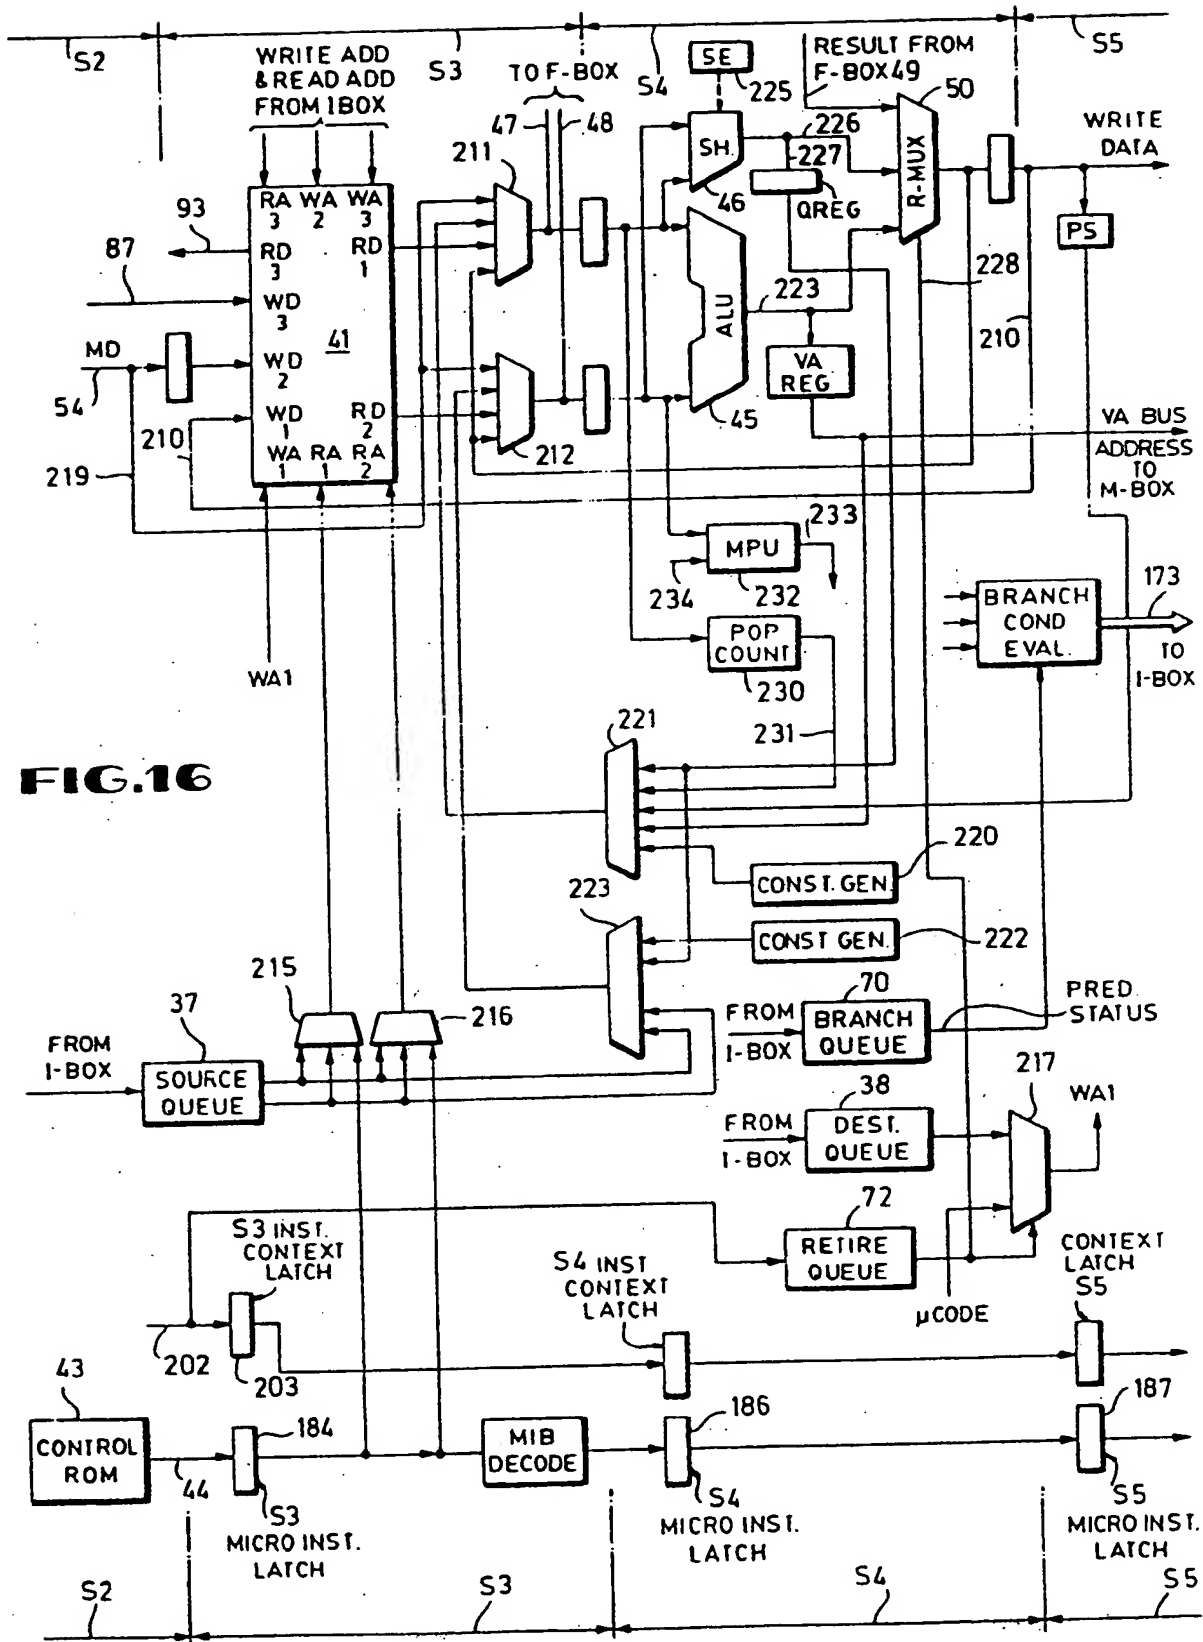 S2
S3
S4
S5
WRITE ADD
& READ ADD
FROM IBOX
TO F-BOX
47
48
SE
225
RESULT FROM
F-BOX 49
50
R-MUX
WRITE
DATA
PS
211
SH.
46
226
227
QREG
228
RA
3
WA
2
WA
3
RD
3
RD
1
WD
3
41
WD
2
WD
1
RD
2
WA
1
RA
1
RA
2
93
87
MD
54
219
210
212
ALU
45
223
VA
REG
210
VA BUS
ADDRESS
TO
M-BOX
MPU
232
233
234
POP
COUNT
230
231
BRANCH
COND
EVAL.
173
TO
I-BOX
WA1
FIG.16
221
CONST. GEN.
220
223
CONST GEN.
222
215
216
37
FROM
I-BOX
SOURCE
QUEUE
FROM
I-BOX
70
BRANCH
QUEUE
PRED.
STATUS
FROM
I-BOX
38
DEST.
QUEUE
217
WA1
72
RETIRE
QUEUE
µCODE
S3 INST.
CONTEXT
LATCH
202
203
S4 INST
CONTEXT
LATCH
CONTEXT
LATCH
S5
43
CONTROL
ROM
44
184
S3
MICRO INST.
LATCH
MIB
DECODE
186
S4
MICRO INST.
LATCH
187
S5
MICRO INST.
LATCH
S2
S3
S4
S5